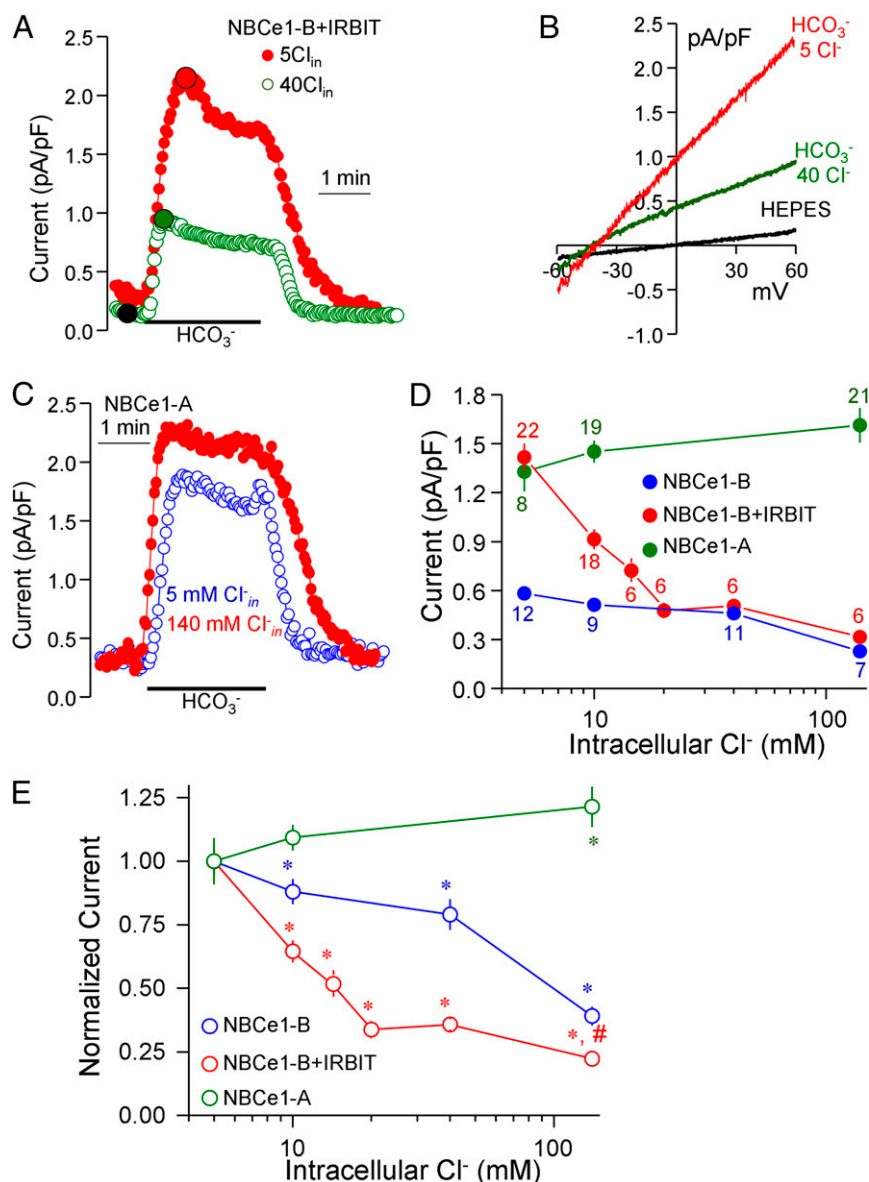 A
NBCe1-B+IRBIT
5Cl_in
40Cl_in
1 min
Current (pA/pF)
2.5
2.0
1.5
1.0
0.5
0.0
HCO₃⁻
B
pA/pF
HCO₃⁻
5 Cl⁻
HCO₃⁻
40 Cl⁻
HEPES
2.5
2.0
1.5
1.0
0.5
-0.5
-1.0
-60
-30
30
60
mV
C
NBCe1-A
1 min
Current (pA/pF)
2.5
2.0
1.5
1.0
0.5
0.0
5 mM Cl⁻_in
140 mM Cl⁻_in
HCO₃⁻
D
Current (pA/pF)
1.8
1.5
1.2
0.9
0.6
0.3
0.0
22
19
21
8
18
6
6
6
6
12
9
11
7
NBCe1-B
NBCe1-B+IRBIT
NBCe1-A
10
100
Intracellular Cl⁻ (mM)
E
Normalized Current
1.25
1.00
0.75
0.50
0.25
0.00
*
*
*
*
*
*
*
*
*, #
NBCe1-B
NBCe1-B+IRBIT
NBCe1-A
10
100
Intracellular Cl⁻ (mM)